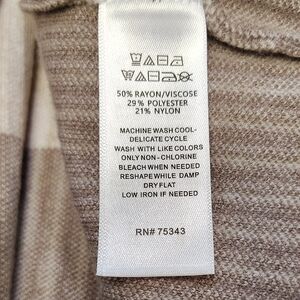 50% RAYON/VISCOSE
29% POLYESTER
21% NYLON
MACHINE WASH COOL-
DELICATE CYCLE
WASH WITH LIKE COLORS
ONLY NON-CHLORINE
BLEACH WHEN NEEDED
RESHAPE WHILE DAMP
DRY FLAT
LOW IRON IF NEEDED
RN# 75343